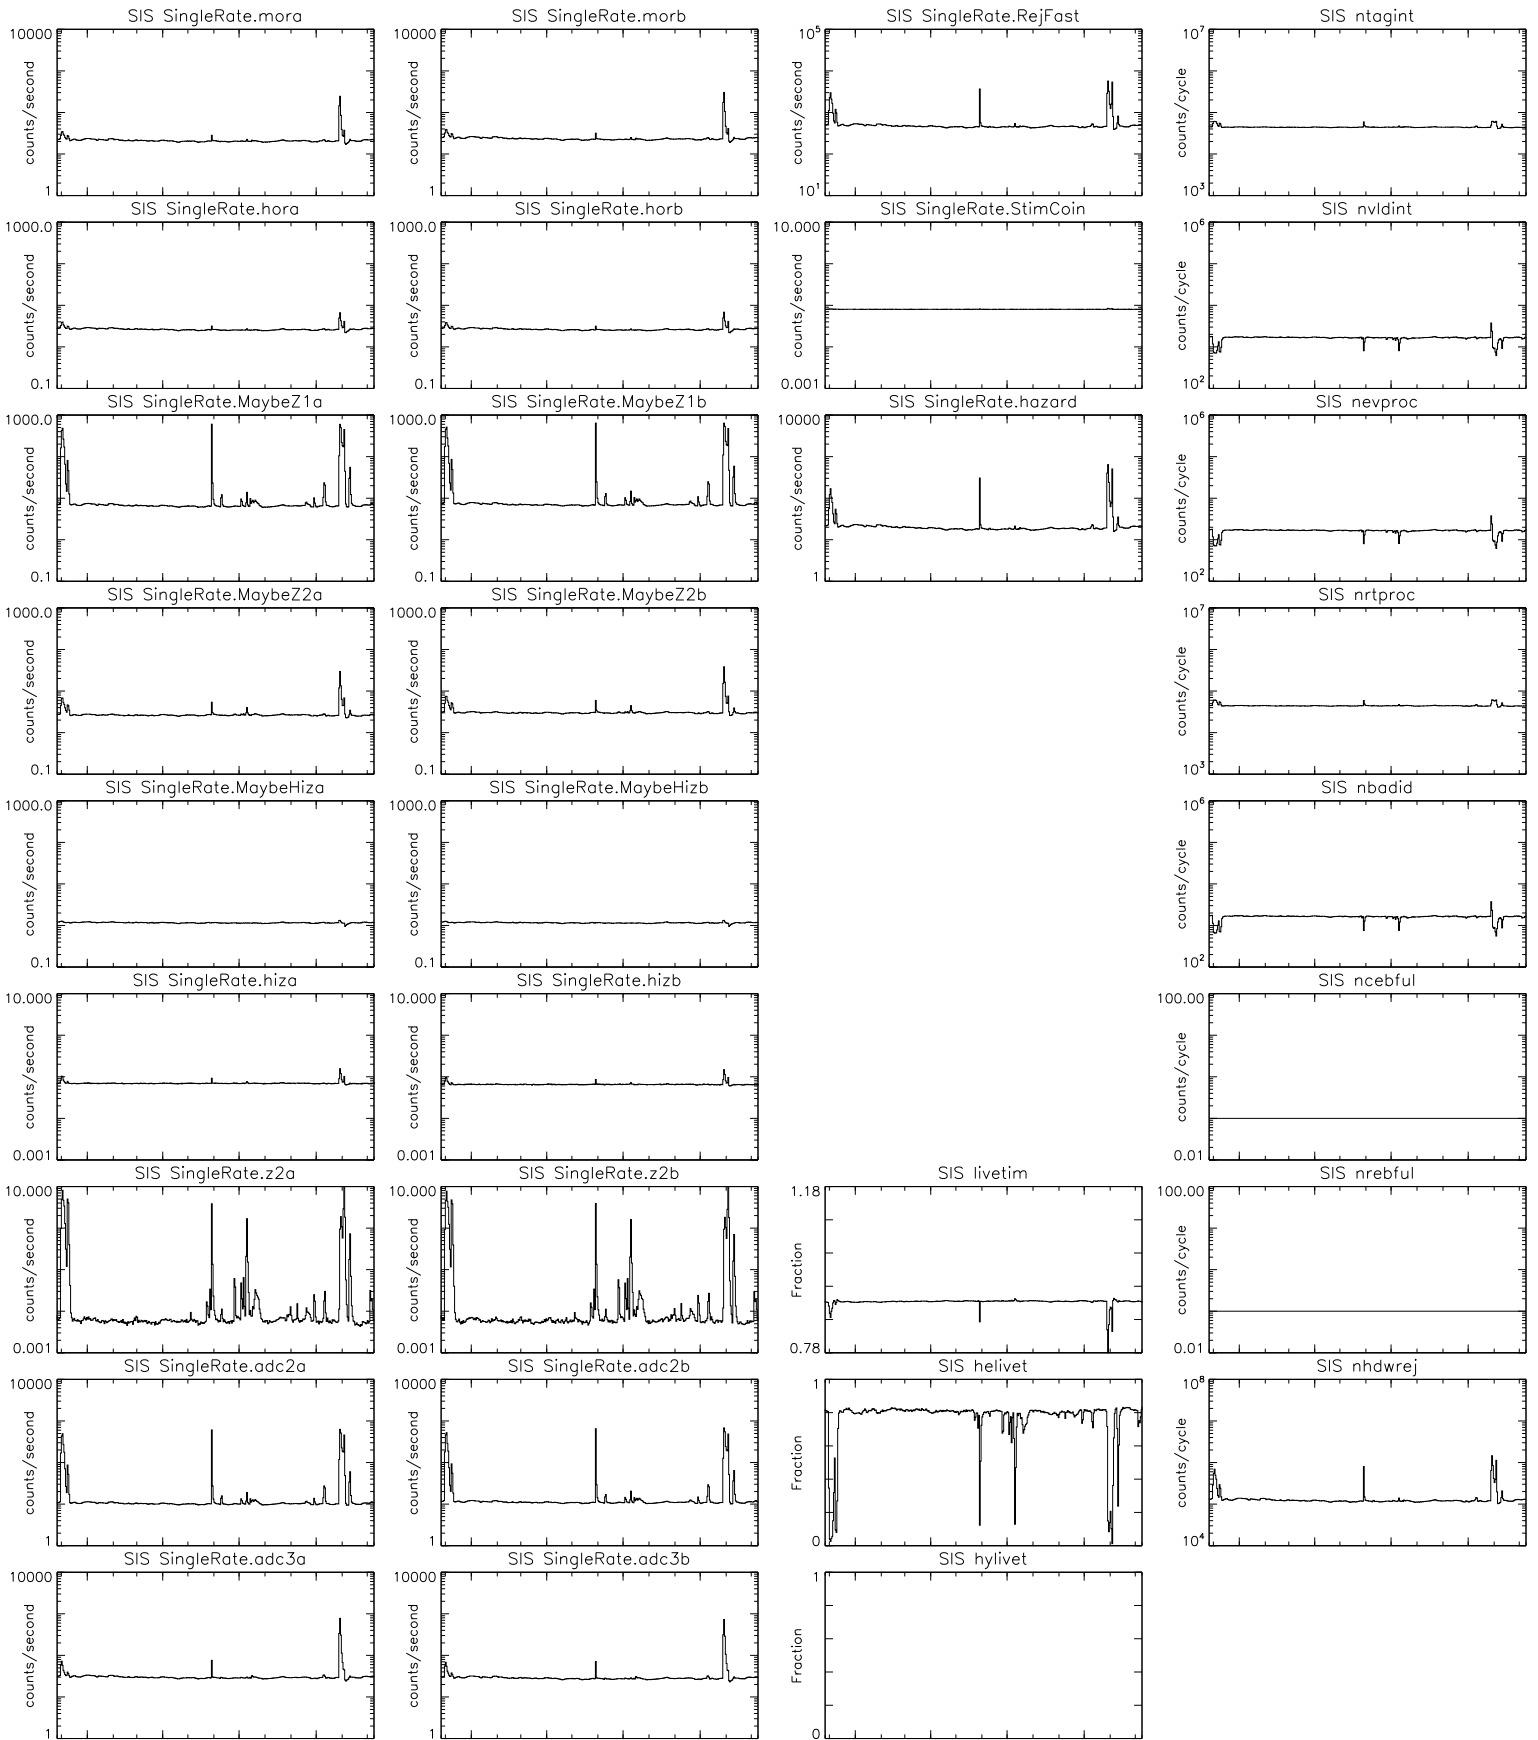 SIS SingleRate.mora
10000
counts/second
1
SIS SingleRate.morb
10000
counts/second
1
SIS SingleRate.RejFast
10^5
counts/second
10^1
SIS ntagint
10^7
counts/cycle
10^3
SIS SingleRate.hora
1000.0
counts/second
0.1
SIS SingleRate.horb
1000.0
counts/second
0.1
SIS SingleRate.StimCoin
10.000
counts/second
0.001
SIS nvldint
10^6
counts/cycle
10^2
SIS SingleRate.MaybeZ1a
1000.0
counts/second
0.1
SIS SingleRate.MaybeZ1b
1000.0
counts/second
0.1
SIS SingleRate.hazard
10000
counts/second
1
SIS nevproc
10^6
counts/cycle
10^2
SIS SingleRate.MaybeZ2a
1000.0
counts/second
0.1
SIS SingleRate.MaybeZ2b
1000.0
counts/second
0.1
SIS nrtproc
10^7
counts/cycle
10^3
SIS SingleRate.MaybeHiza
1000.0
counts/second
0.1
SIS SingleRate.MaybeHizb
1000.0
counts/second
0.1
SIS nbadid
10^6
counts/cycle
10^2
SIS SingleRate.hiza
10.000
counts/second
0.001
SIS SingleRate.hizb
10.000
counts/second
0.001
SIS ncebful
100.00
counts/cycle
0.01
SIS SingleRate.z2a
10.000
counts/second
0.001
SIS SingleRate.z2b
10.000
counts/second
0.001
SIS livetim
1.18
Fraction
0.78
SIS nrebful
100.00
counts/cycle
0.01
SIS SingleRate.adc2a
10000
counts/second
1
SIS SingleRate.adc2b
10000
counts/second
1
SIS helivet
1
Fraction
0
SIS nhdwrej
10^8
counts/cycle
10^4
SIS SingleRate.adc3a
10000
counts/second
1
SIS SingleRate.adc3b
10000
counts/second
1
SIS hylivet
1
Fraction
0